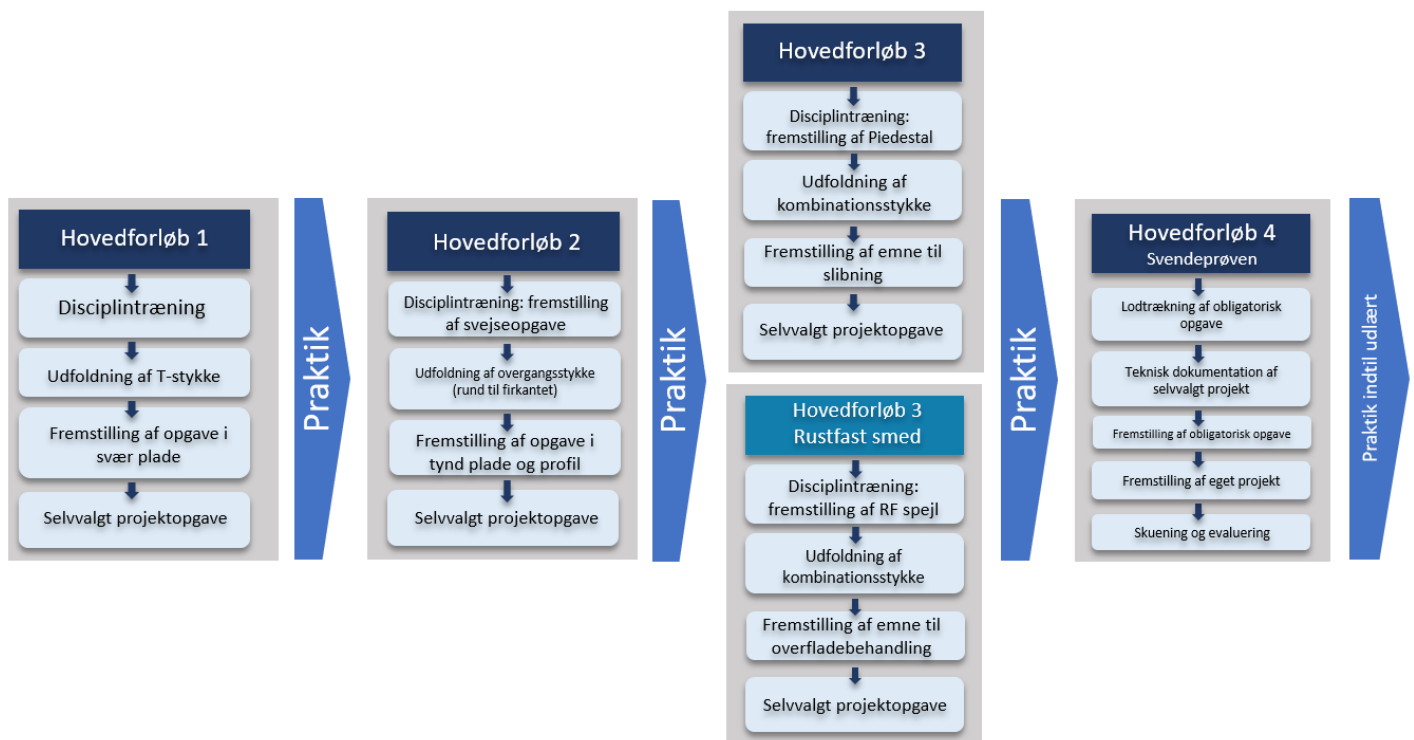 Hovedforløb 1
Disciplintræning
Udfoldning af T-stykke
Fremstilling af opgave i
svær plade
Selvvalgt projektopgave
Praktik
Hovedforløb 2
Disciplintræning: fremstilling
af svejseopgave
Udfoldning af overgangsstykke
(rund til firkantet)
Fremstilling af opgave i
tynd plade og profil
Selvvalgt projektopgave
Praktik
Hovedforløb 3
Disciplintræning:
fremstilling af Piedestal
Udfoldning af
kombinationsstykke
Fremstilling af emne til
slibning
Selvvalgt projektopgave
Hovedforløb 3
Rustfast smed
Disciplintræning:
fremstilling af RF spejl
Udfoldning af
kombinationsstykke
Fremstilling af emne til
overfladebehandling
Selvvalgt projektopgave
Praktik
Hovedforløb 4
Svendeprøven
Lodtrækning af obligatorisk
opgave
Teknisk dokumentation af
selvvalgt projekt
Fremstilling af obligatorisk opgave
Fremstilling af eget projekt
Skuening og evaluering
Praktik indtil udlært